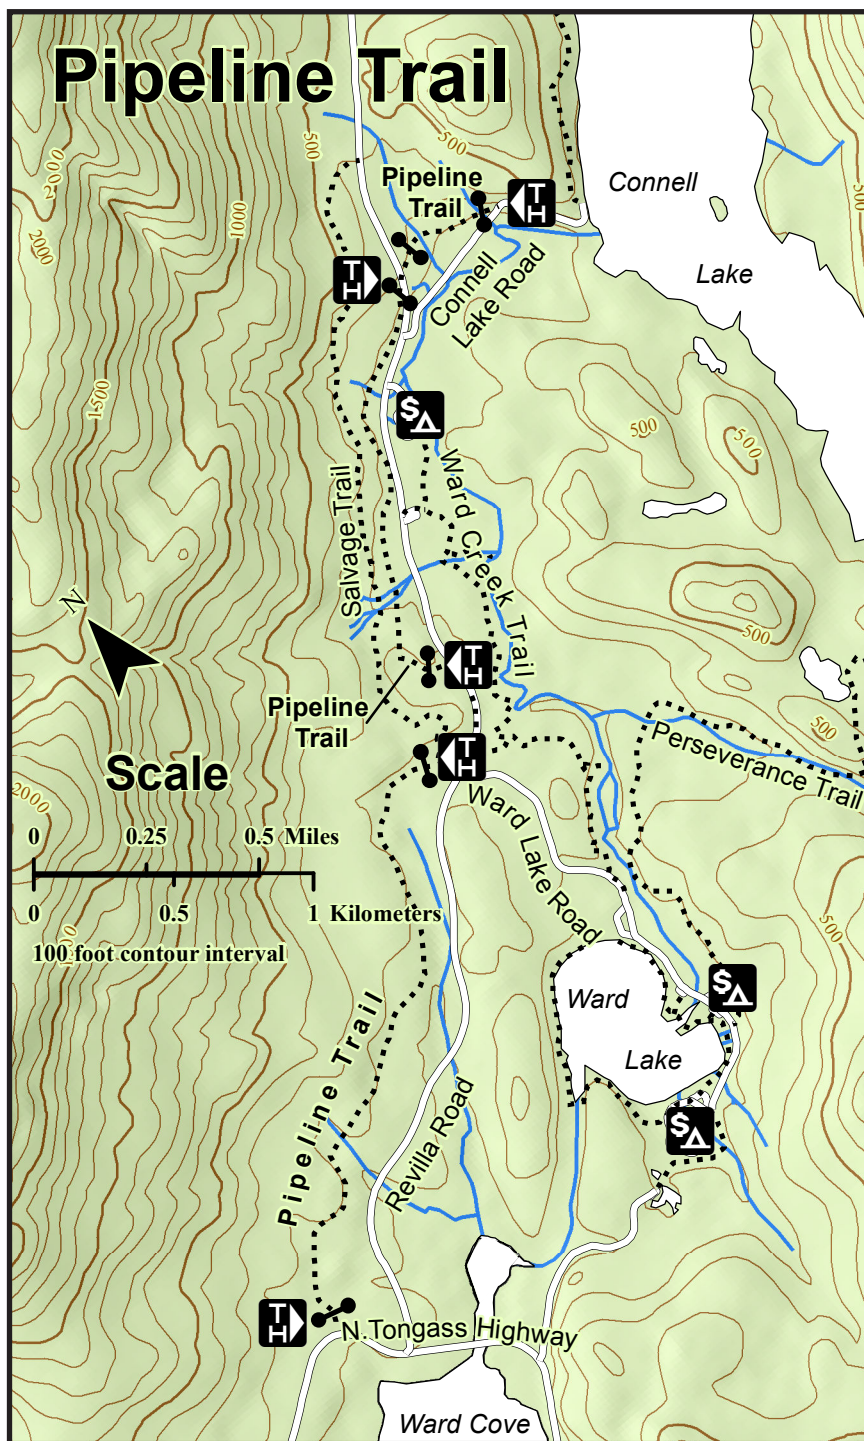 Pipeline Trail
500
500
2000
2000
1000
Pipeline
Trail
T
H
Connell
Lake
500
T
H
Connell
Lake Road
1500
$
500
500
Salvage Trail
Ward Creek Trail
N
500
T
H
Pipeline
Trail
500
Perseverance Trail
T
H
Scale
2000
Ward Lake Road
0 0.25 0.5 Miles
0 0.5 1 Kilometers
100 foot contour interval
500
$
Ward
Lake
Pipeline Trail
Revilla Road
$
T
H
N.Tongass Highway
Ward Cove